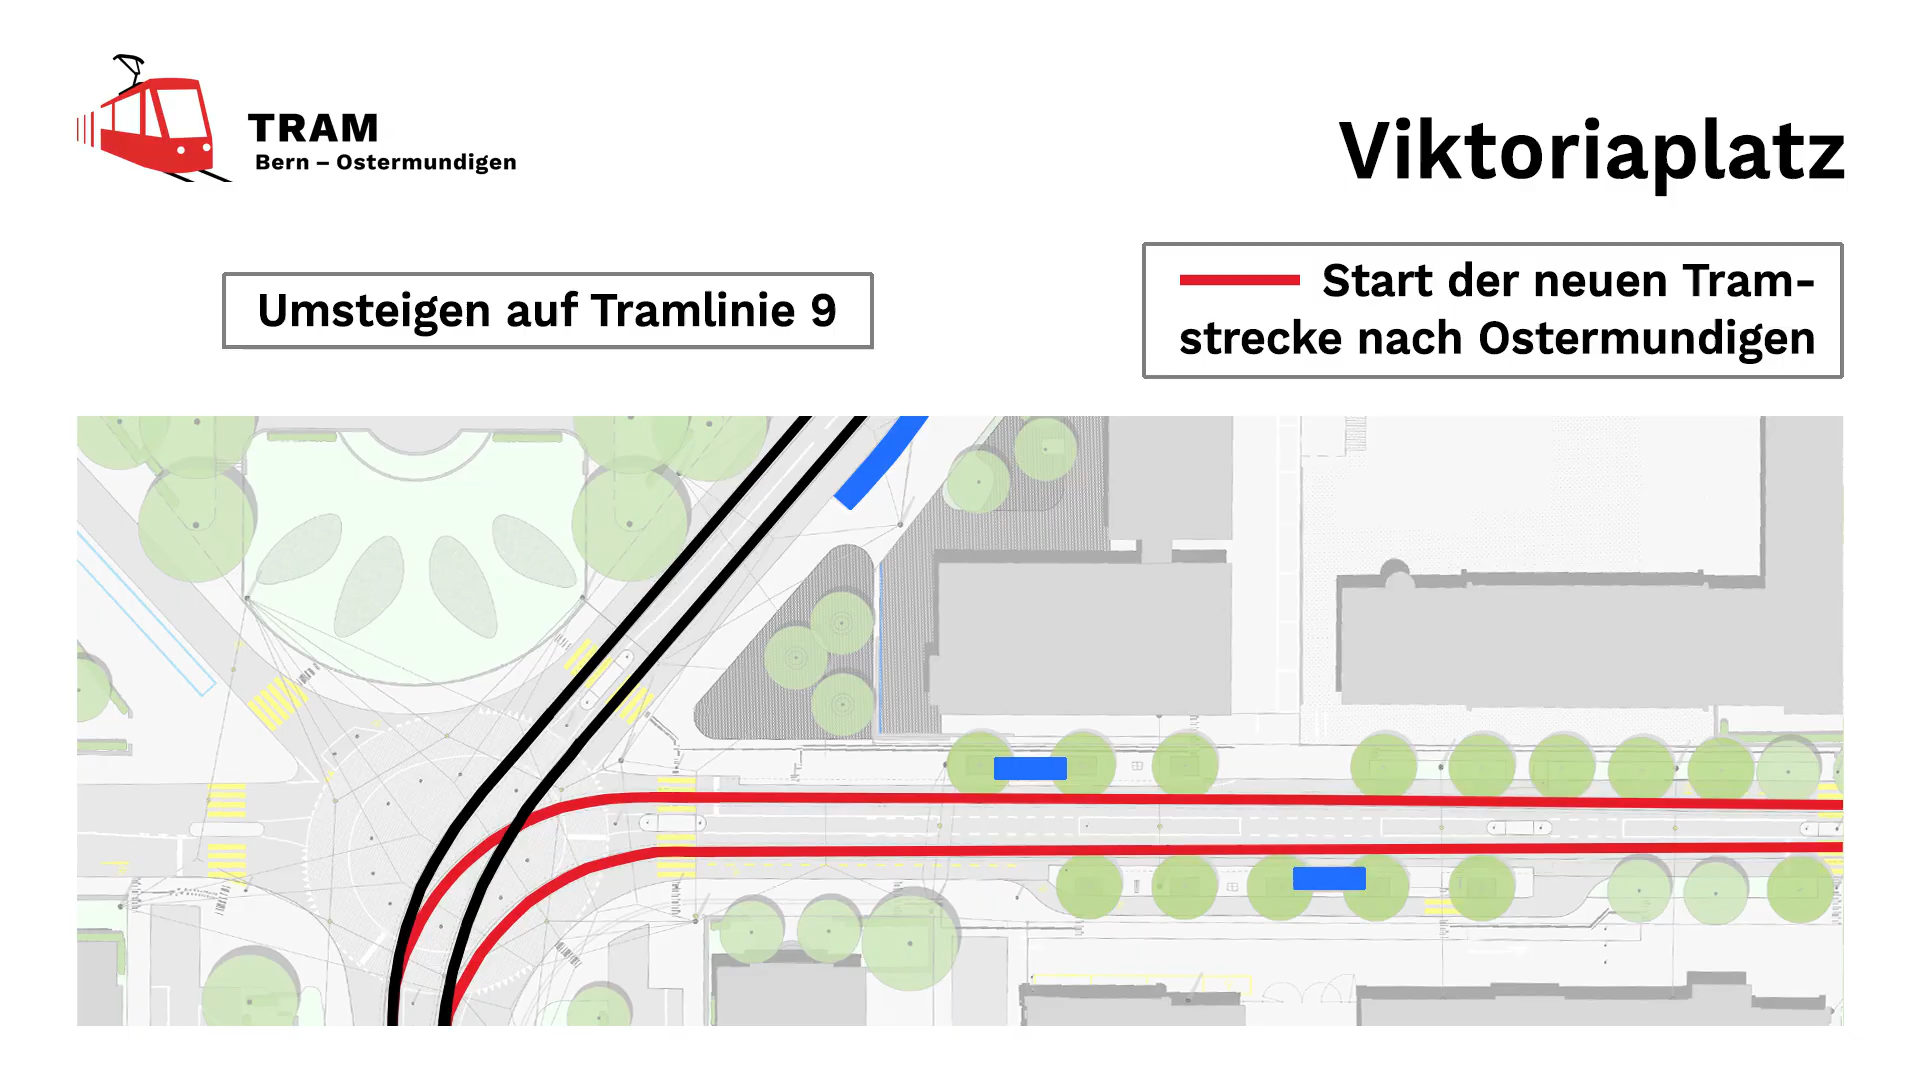 TRAM
Bern – Ostermundigen
Viktoriaplatz
Umsteigen auf Tramlinie 9
Start der neuen Tram-
strecke nach Ostermundigen